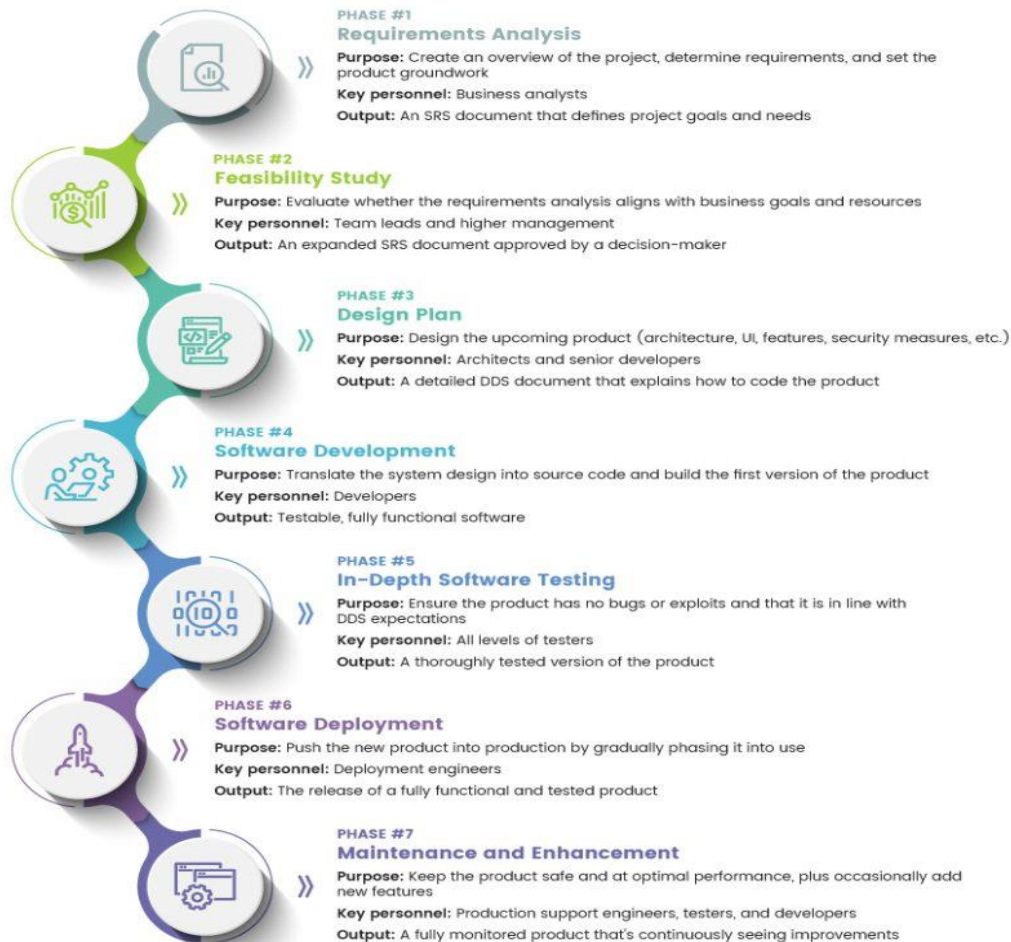 PHASE #1
Requirements Analysis
Purpose: Create an overview of the project, determine requirements, and set the
product groundwork
Key personnel: Business analysts
Output: An SRS document that defines project goals and needs
PHASE #2
Feasibility Study
Purpose: Evaluate whether the requirements analysis aligns with business goals and resources
Key personnel: Team leads and higher management
Output: An expanded SRS document approved by a decision-maker
PHASE #3
Design Plan
Purpose: Design the upcoming product (architecture, UI, features, security measures, etc.)
Key personnel: Architects and senior developers
Output: A detailed DDS document that explains how to code the product
PHASE #4
Software Development
Purpose: Translate the system design into source code and build the first version of the product
Key personnel: Developers
Output: Testable, fully functional software
PHASE #5
In-Depth Software Testing
Purpose: Ensure the product has no bugs or exploits and that it is in line with
DDS expectations
Key personnel: All levels of testers
Output: A thoroughly tested version of the product
PHASE #6
Software Deployment
Purpose: Push the new product into production by gradually phasing it into use
Key personnel: Deployment engineers
Output: The release of a fully functional and tested product
PHASE #7
Maintenance and Enhancement
Purpose: Keep the product safe and at optimal performance, plus occasionally add
new features
Key personnel: Production support engineers, testers, and developers
Output: A fully monitored product that's continuously seeing improvements